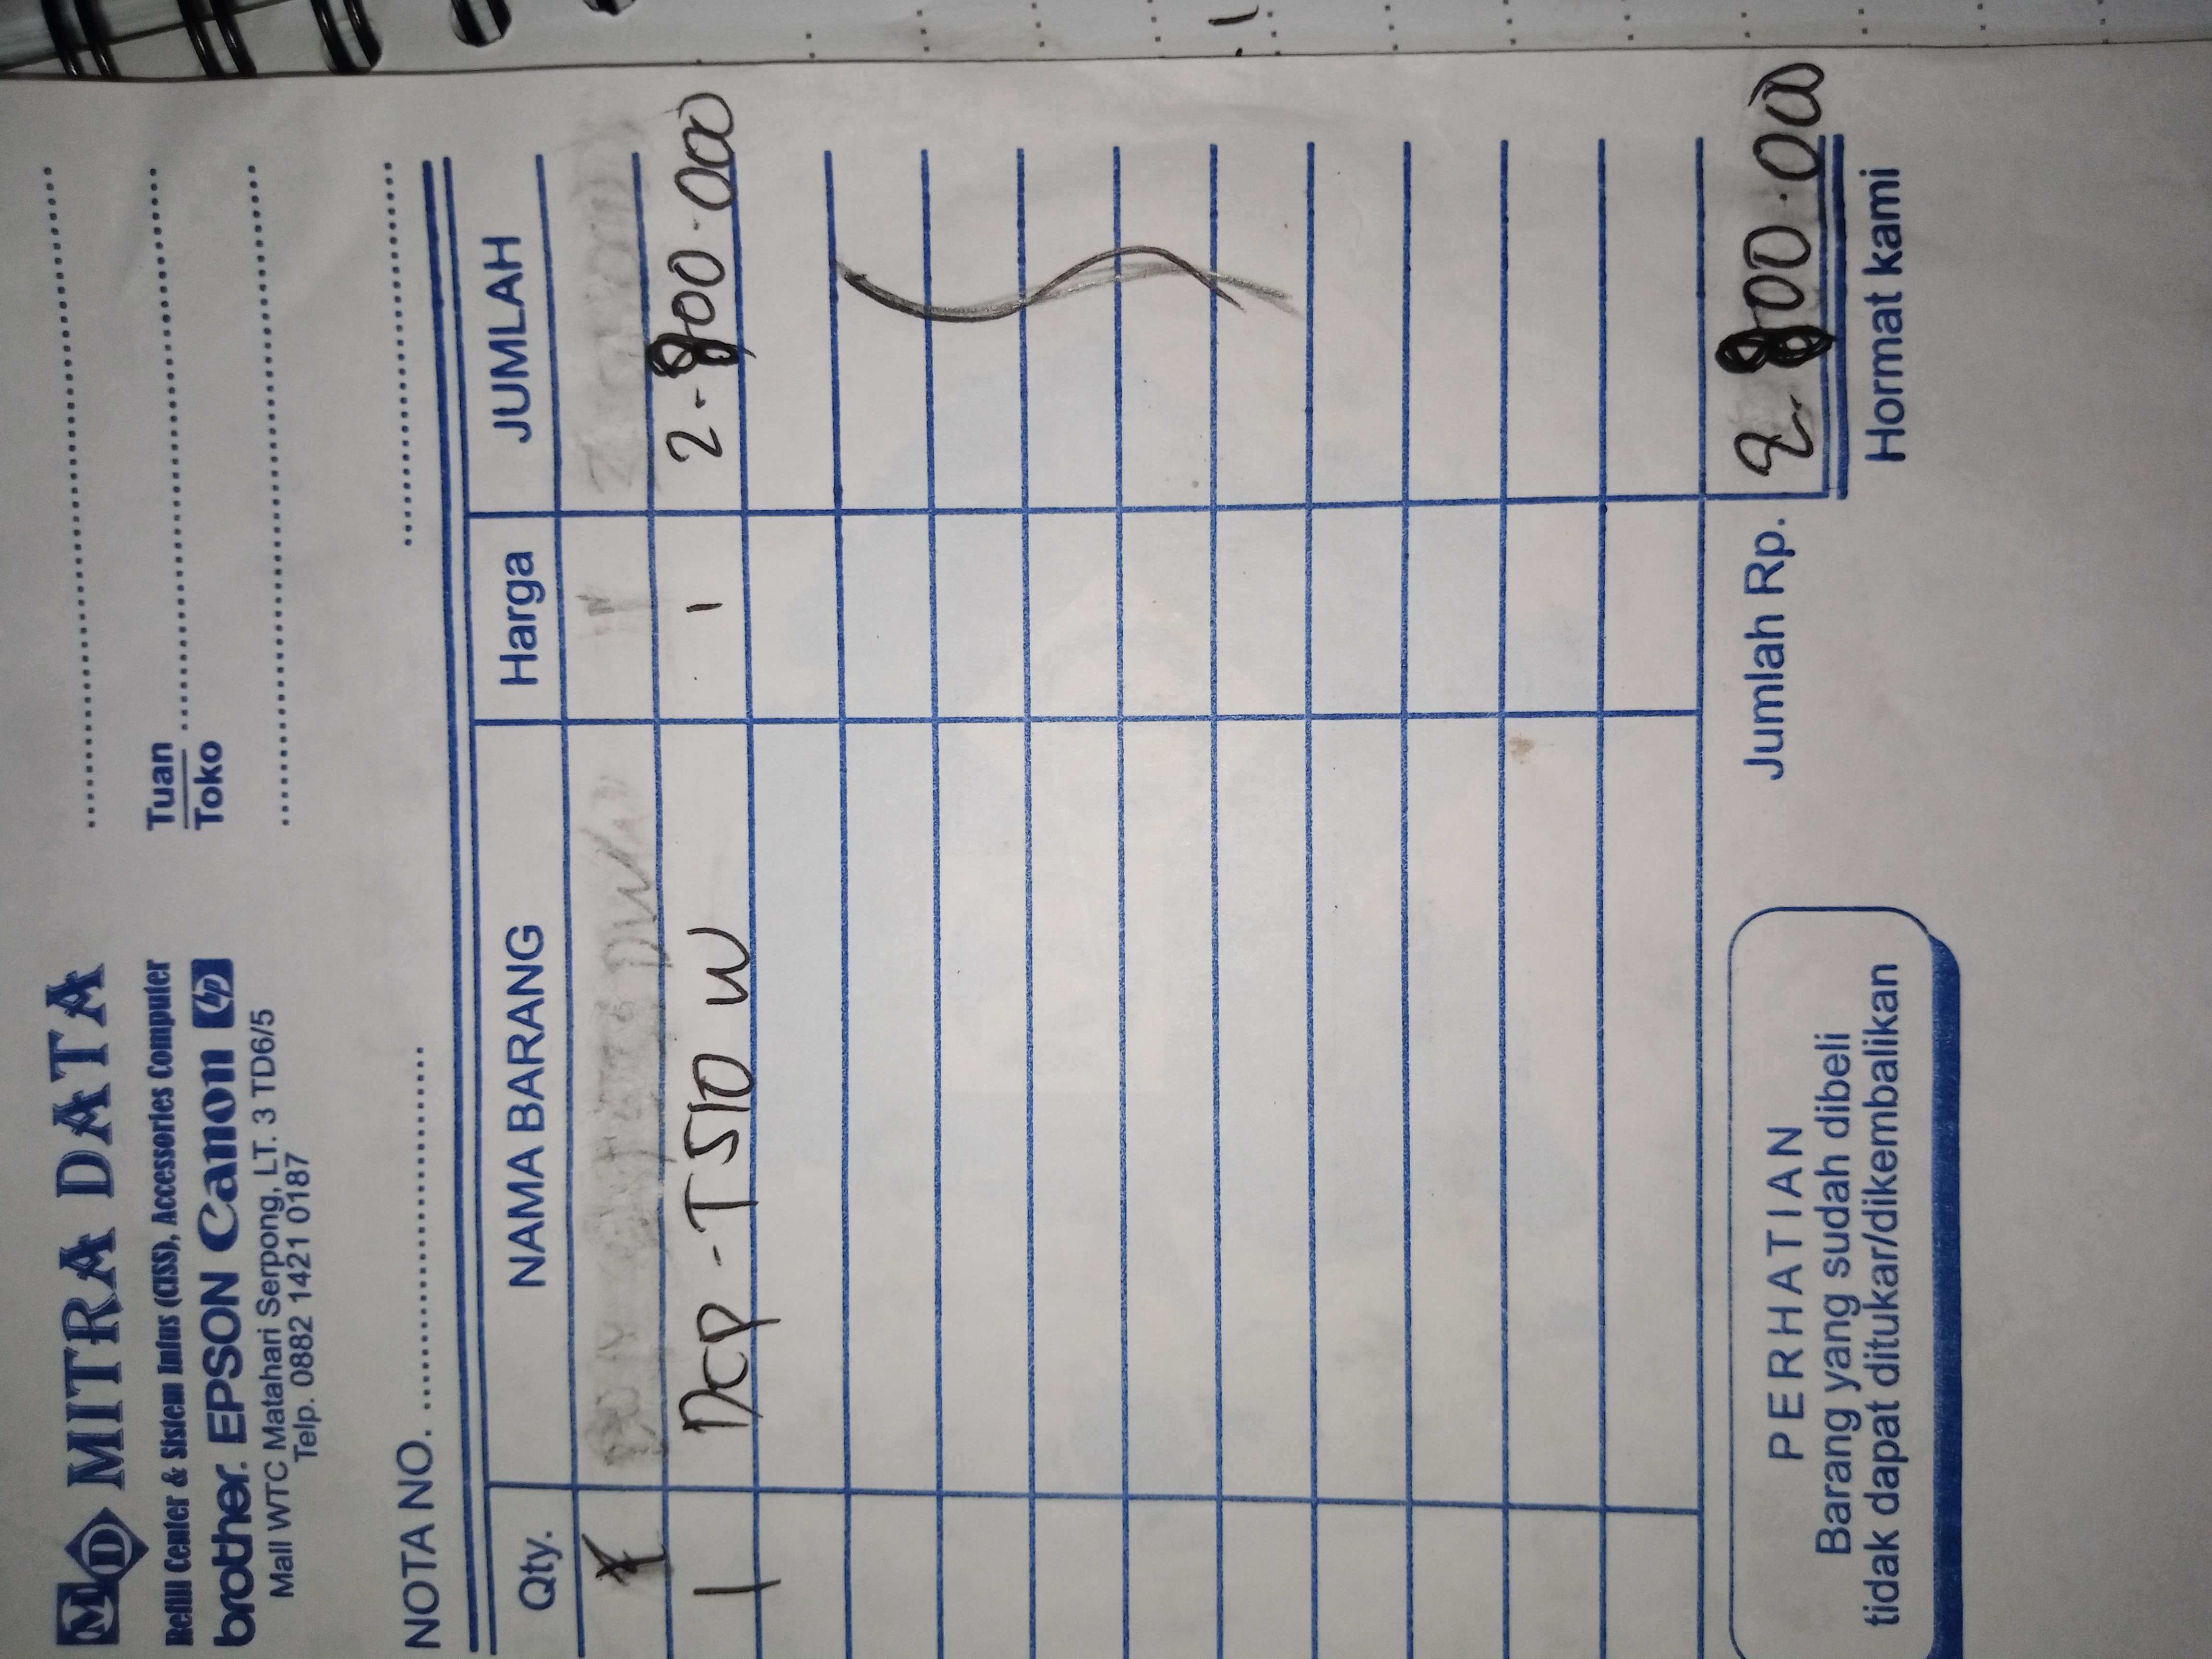 MD MITRA DATA
Refill Center & Sistem Infus (CISS), Accessories Computer
brother. EPSON Canon hp
Mall WTC Matahari Serpong, LT. 3 TD6/5
Telp. 0882 1421 0187
Tuan
Toko
NOTA NO.
Qty. NAMA BARANG Harga JUMLAH
1 DCP-T510W 2.800.000
Jumlah Rp. 2.800.000
PERHATIAN
Barang yang sudah dibeli
tidak dapat ditukar/dikembalikan
Hormat kami